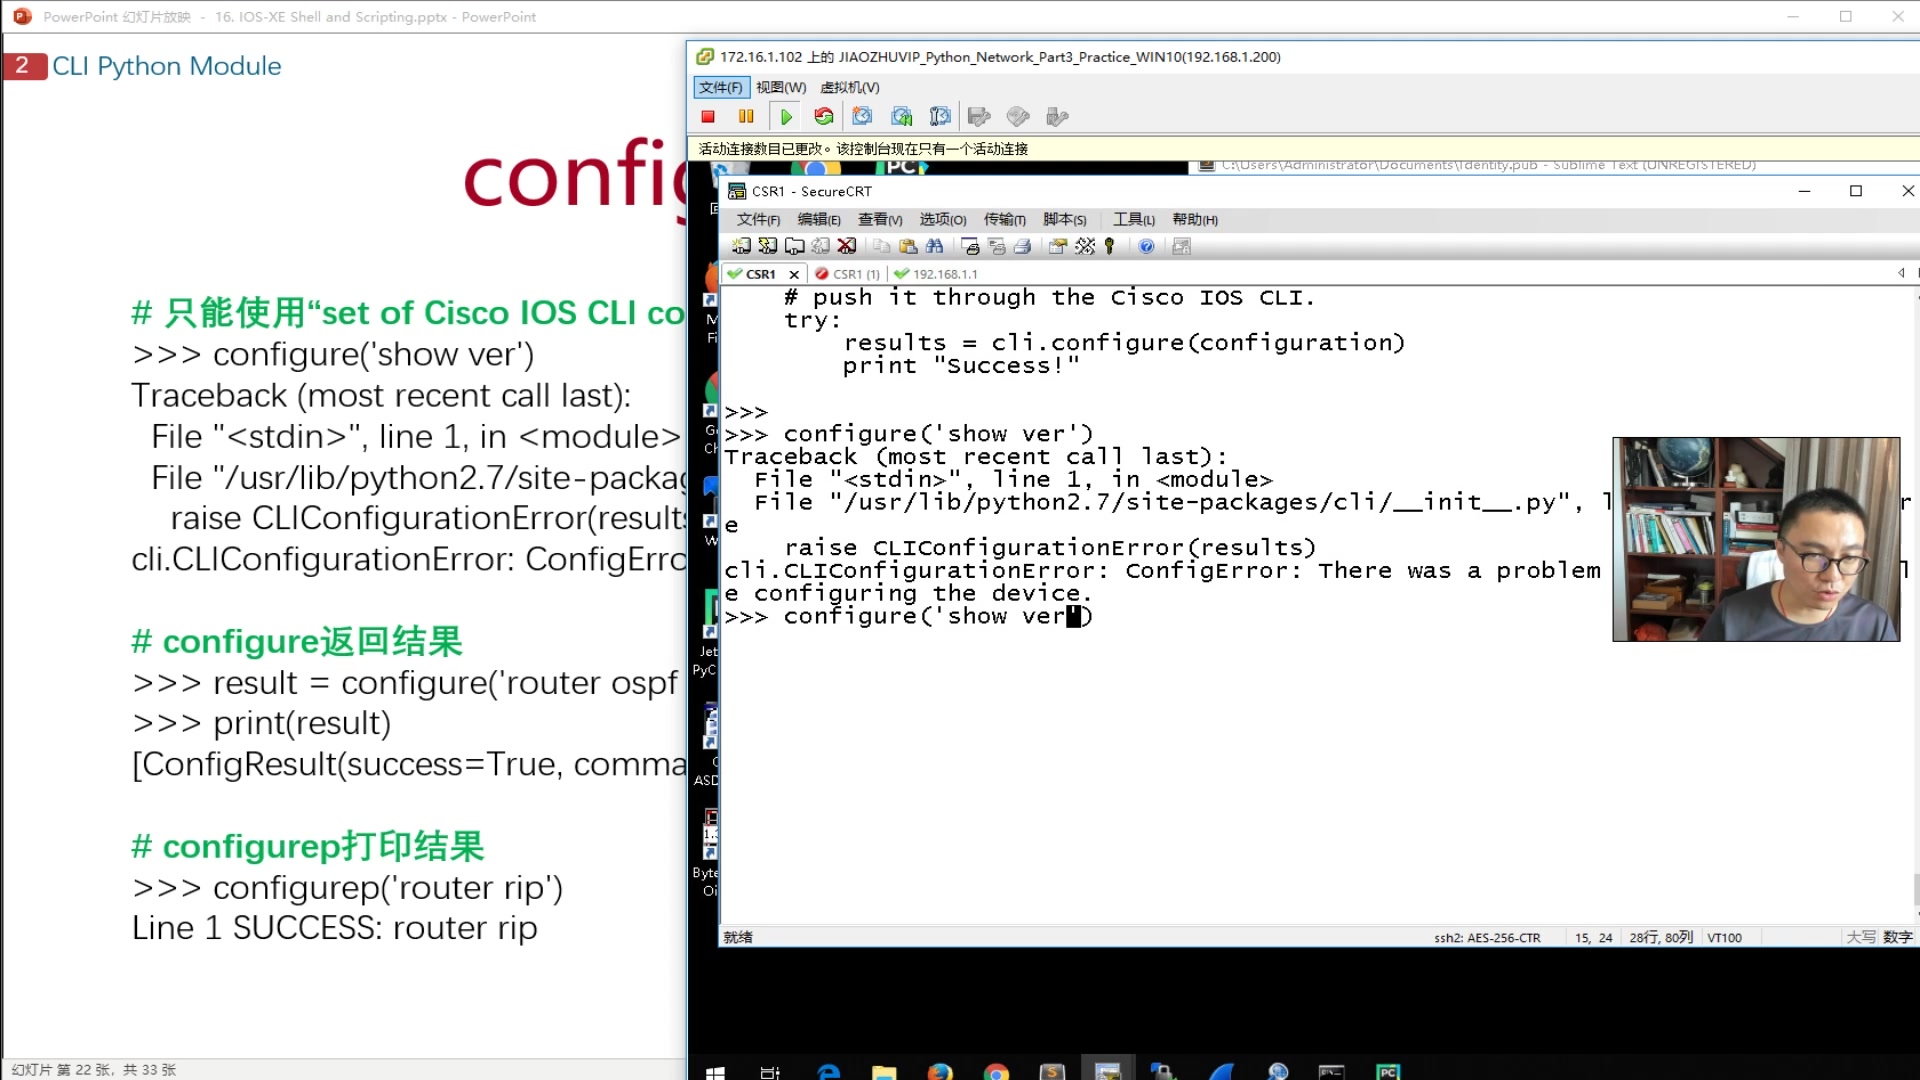 PowerPoint 幻灯片放映 - 16. IOS-XE Shell and Scripting.pptx - PowerPoint
2 CLI Python Module
config
# 只能使用“set of Cisco IOS CLI co
>>> configure('show ver')
Traceback (most recent call last):
File "<stdin>", line 1, in <module>
File "/usr/lib/python2.7/site-packag
raise CLIConfigurationError(results
cli.CLIConfigurationError: ConfigErro
# configure返回结果
>>> result = configure('router ospf
>>> print(result)
[ConfigResult(success=True, comma
# configurep打印结果
>>> configurep('router rip')
Line 1 SUCCESS: router rip
幻灯片 第 22 张，共 33 张
172.16.1.102 上的 JIAOZHUVIP_Python_Network_Part3_Practice_WIN10(192.168.1.200)
文件(F) 视图(W) 虚拟机(V)
活动连接数目已更改。该控制台现在只有一个活动连接
C:\Users\Administrator\Documents\Identity.pub - Sublime Text (UNREGISTERED)
CSR1 - SecureCRT
文件(F) 编辑(E) 查看(V) 选项(O) 传输(T) 脚本(S) 工具(L) 帮助(H)
CSR1 CSR1 (1) 192.168.1.1
# push it through the Cisco IOS CLI.
try:
results = cli.configure(configuration)
print "Success!"
>>>
>>> configure('show ver')
Traceback (most recent call last):
File "<stdin>", line 1, in <module>
File "/usr/lib/python2.7/site-packages/cli/__init__.py", l r
e
raise CLIConfigurationError(results)
cli.CLIConfigurationError: ConfigError: There was a problem l
e configuring the device.
>>> configure('show ver')
就绪 ssh2: AES-256-CTR 15, 24 28行, 80列 VT100 大写 数字
M
Fi
G
Ch
W
Jet
PyC
ASD
Byte